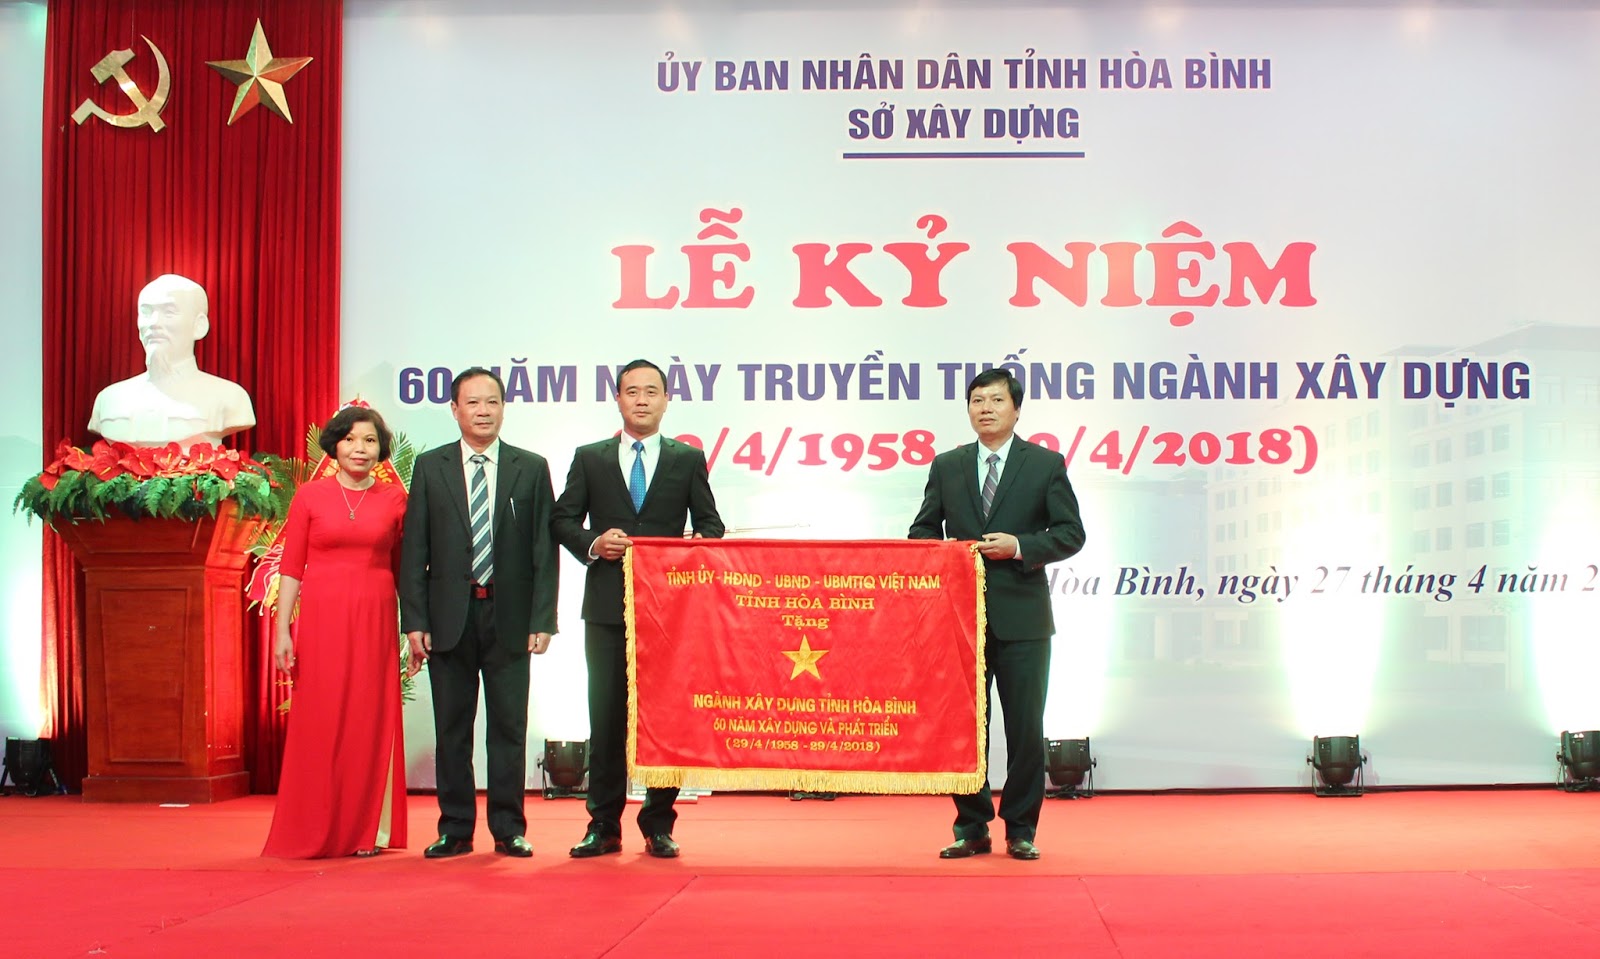 ỦY BAN NHÂN DÂN TỈNH HÒA BÌNH
SỞ XÂY DỰNG
LỄ KỶ NIỆM
60 NĂM NGÀY TRUYỀN THỐNG NGÀNH XÂY DỰNG
9/4/1958 - 9/4/2018)
Hòa Bình, ngày 27 tháng 4 năm 2
TỈNH ỦY - HĐND - UBND - UBMTTQ VIỆT NAM
TỈNH HÒA BÌNH
Tặng
NGÀNH XÂY DỰNG TỈNH HÒA BÌNH
60 NĂM XÂY DỰNG VÀ PHÁT TRIỂN
(29/4/1958 - 29/4/2018)